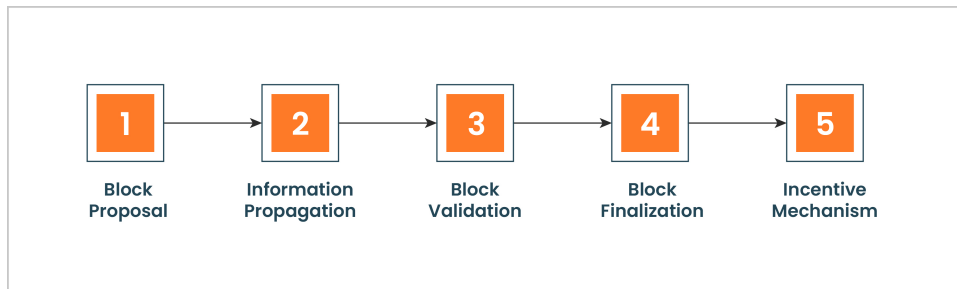 1
2
3
4
5
Block
Proposal
Information
Propagation
Block
Validation
Block
Finalization
Incentive
Mechanism